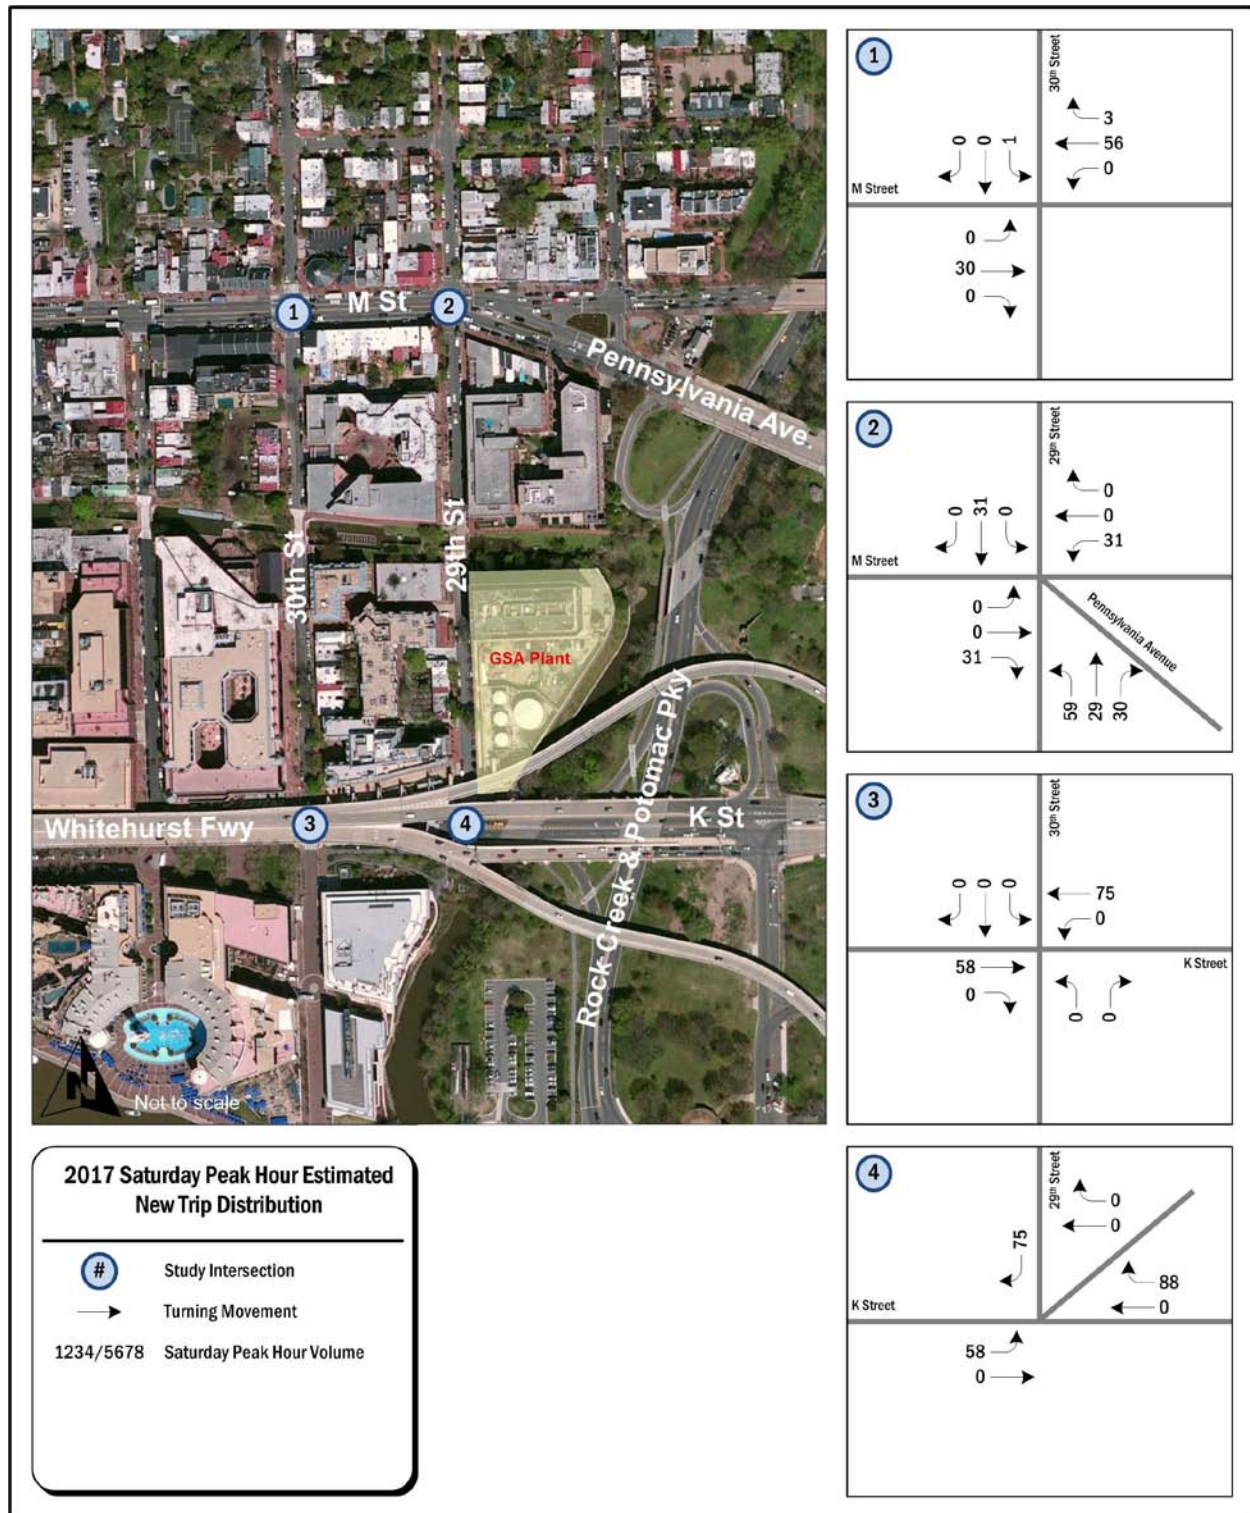 M St
1
2
Pennsylvania Ave.
30th St
29th St
GSA Plant
Rock Creek & Potomac Pky
Whitehurst Fwy
3
4
K St
N
Not to scale
2017 Saturday Peak Hour Estimated
New Trip Distribution
# Study Intersection
Turning Movement
1234/5678 Saturday Peak Hour Volume
1
30th Street
3
56
0
0 0 1
M Street
0
30
0
2
29th Street
0
0
31
0 31 0
M Street
0
0
31
Pennsylvania Avenue
59 29 30
3
30th Street
0 0 0
75
0
58
0
K Street
0 0
4
29th Street
0
0
75
88
0
K Street
58
0